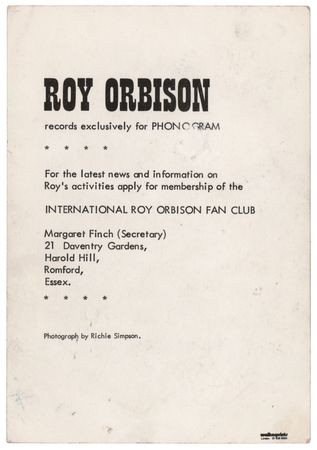 ROY ORBISON
records exclusively for PHONOGRAM
* * * *
For the latest news and information on
Roy's activities apply for membership of the
INTERNATIONAL ROY ORBISON FAN CLUB
Margaret Finch (Secretary)
21 Daventry Gardens,
Harold Hill,
Romford,
Essex.
* * * *
Photograph by Richie Simpson.